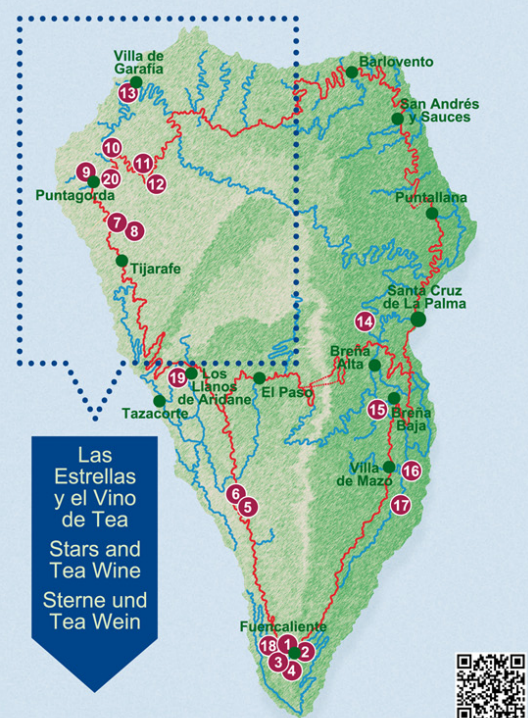 Villa de
Garafía
13
Barlovento
San Andrés
y Sauces
10
11
9
20
12
Puntagorda
Puntallana
7
8
Tijarafe
Santa Cruz
de La Palma
14
Breña
Alta
19
Los
Llanos
de Aridane
El Paso
Tazacorte
15
Breña
Baja
Las
Estrellas
y el Vino
de Tea
Stars and
Tea Wine
Sterne und
Tea Wein
Villa
de Mazo
16
6
5
17
Fuencaliente
18
1
2
3
4